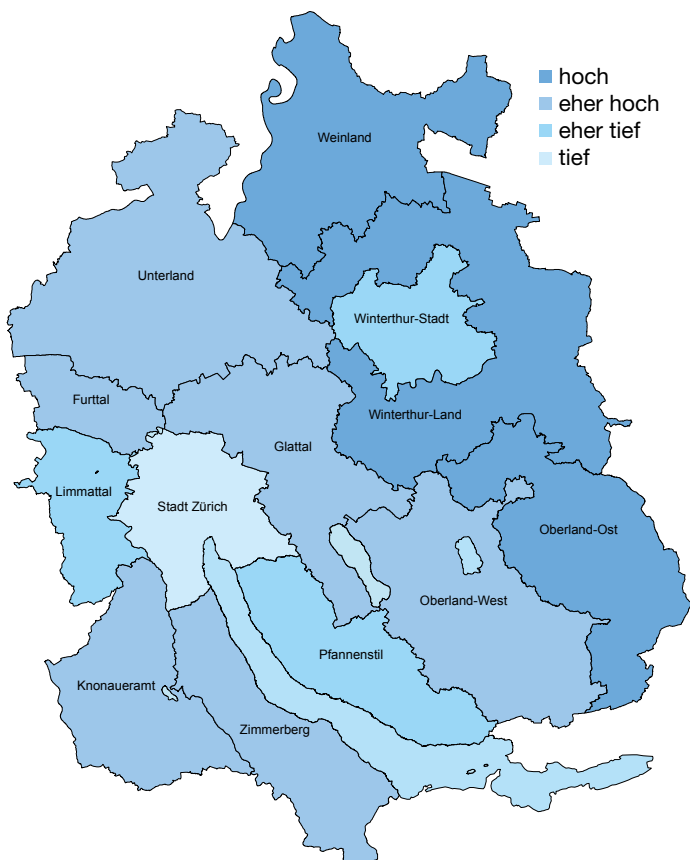 hoch
eher hoch
eher tief
tief
Weinland
Unterland
Winterthur-Stadt
Furttal
Winterthur-Land
Glattal
Limmattal
Stadt Zürich
Oberland-Ost
Oberland-West
Pfannenstil
Knonaueramt
Zimmerberg